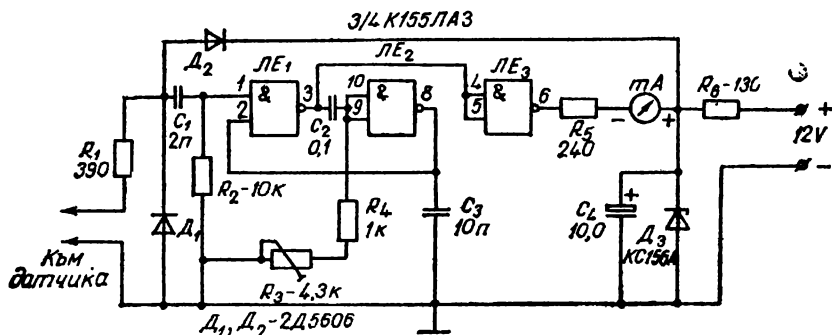 3/4 К155ЛА3
Д2
ЛЕ1
ЛЕ2
ЛЕ3
mA
R6-130
+
12V
-
1
2
&
3
C1
2п
C2
0,1
10
9
&
8
4
5
&
6
R5
240
-
+
R1
390
R2-10к
R4
1к
C3
10п
C4
10,0
+
Д3
КС156А
Д1
Към
датчика
R3-4,3к
Д1, Д2-2Д5606